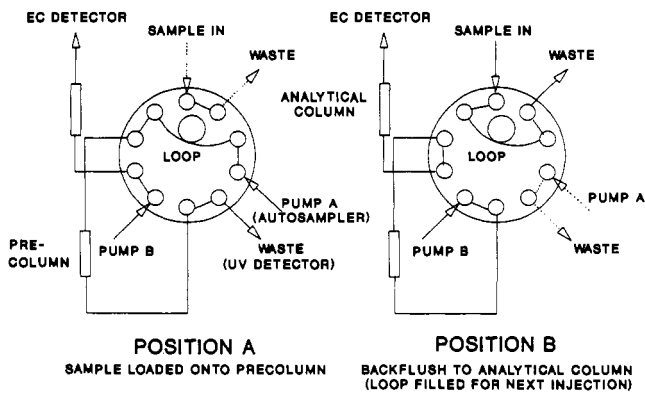 EC DETECTOR
SAMPLE IN
WASTE
LOOP
PUMP A
(AUTOSAMPLER)
PRE-
COLUMN
PUMP B
WASTE
(UV DETECTOR)
POSITION A
SAMPLE LOADED ONTO PRECOLUMN
EC DETECTOR
SAMPLE IN
WASTE
ANALYTICAL
COLUMN
LOOP
PUMP A
PUMP B
WASTE
POSITION B
BACKFLUSH TO ANALYTICAL COLUMN
(LOOP FILLED FOR NEXT INJECTION)